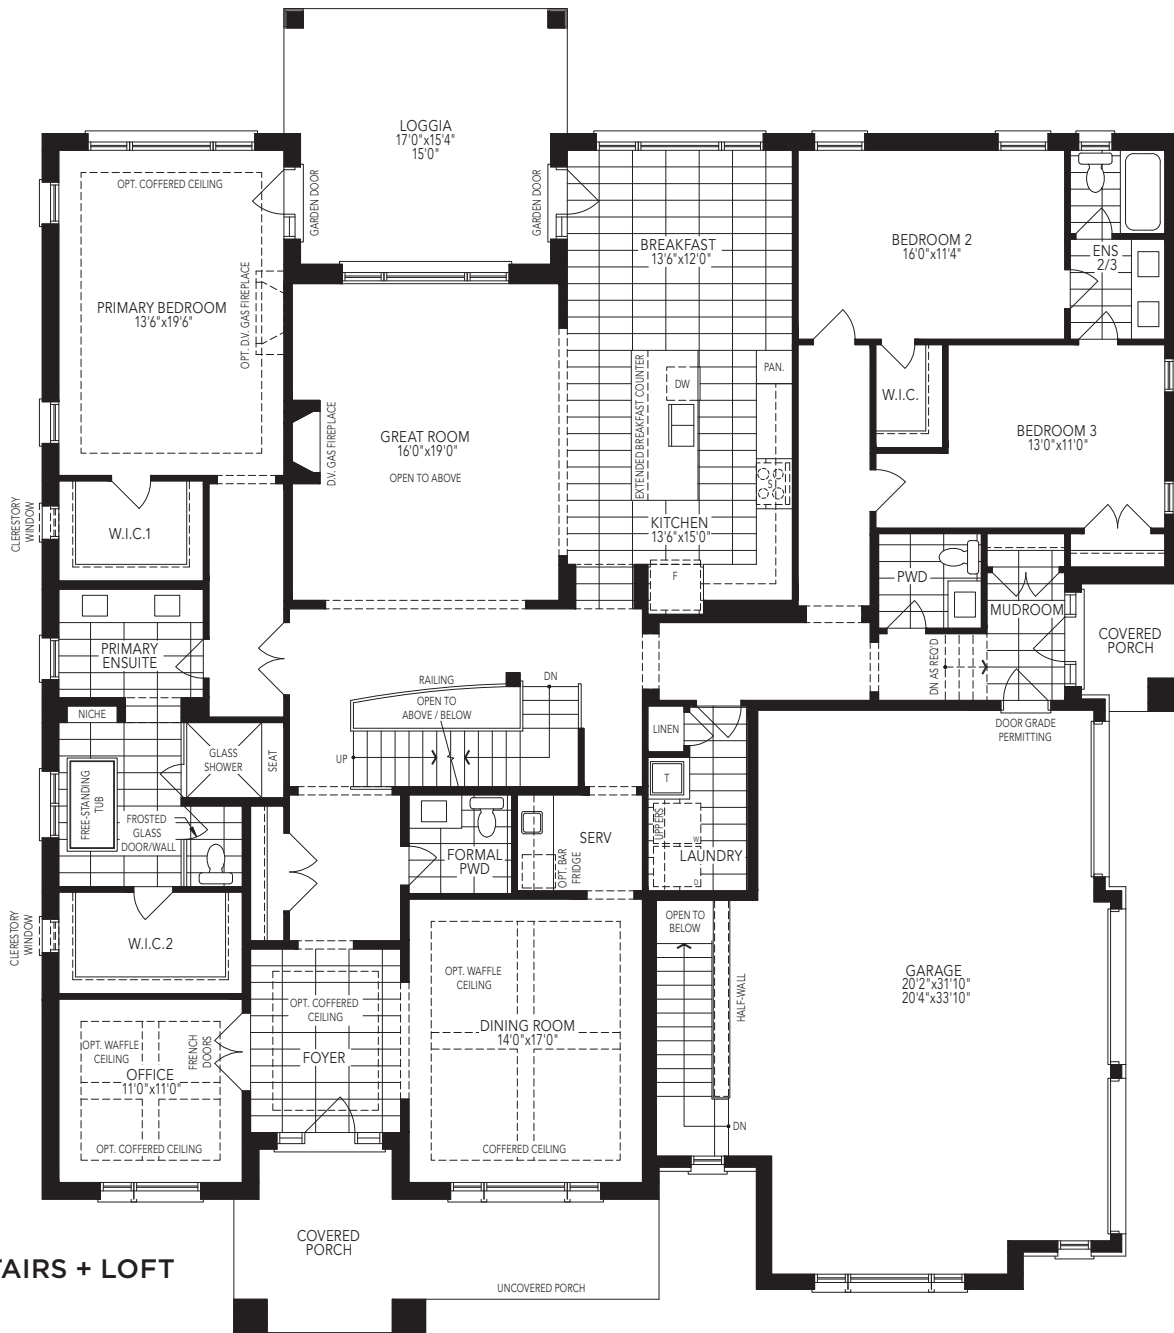 LOGGIA
17'0"x15'4"
15'0"
OPT. COFFERED CEILING
GARDEN DOOR
GARDEN DOOR
BREAKFAST
13'6"x12'0"
BEDROOM 2
16'0"x11'4"
ENS
2/3
PRIMARY BEDROOM
13'6"x19'6"
OPT. D.V. GAS FIREPLACE
EXTENDED BREAKFAST COUNTER
DW
PAN.
W.I.C.
BEDROOM 3
13'0"x11'0"
D.V. GAS FIREPLACE
GREAT ROOM
16'0"x19'0"
OPEN TO ABOVE
S
CLERESTORY
WINDOW
W.I.C.1
KITCHEN
13'6"x15'0"
F
PWD
MUDROOM
COVERED
PORCH
PRIMARY
ENSUITE
RAILING
DN
DN AS REQ'D
OPEN TO
ABOVE / BELOW
NICHE
LINEN
DOOR GRADE
PERMITTING
GLASS
SHOWER
SEAT
UP
T
FREE-STANDING
TUB
FROSTED
GLASS
DOOR/WALL
UPPERS
W
FORMAL
PWD
SERV
LAUNDRY
OPT. BAR
FRIDGE
D
CLERESTORY
WINDOW
W.I.C.2
OPEN TO
BELOW
OPT. WAFFLE
CEILING
HALF-WALL
GARAGE
20'2"x31'10"
20'4"x33'10"
OPT. COFFERED
CEILING
DINING ROOM
14'0"x17'0"
OPT. WAFFLE
CEILING
FRENCH
DOORS
FOYER
OFFICE
11'0"x11'0"
DN
OPT. COFFERED CEILING
COFFERED CEILING
COVERED
PORCH
TAIRS + LOFT
UNCOVERED PORCH